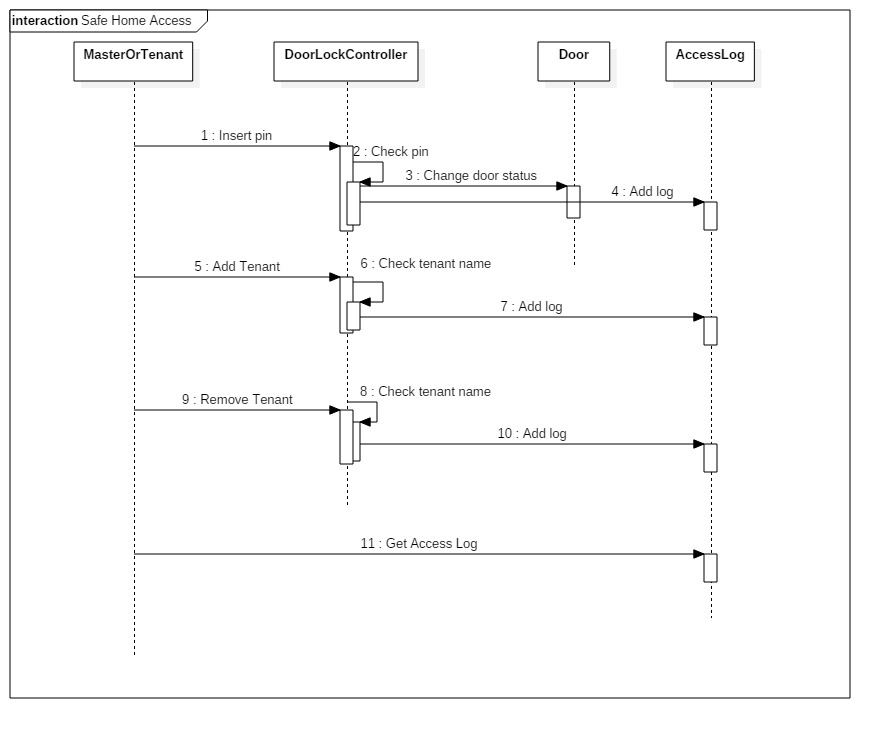 interaction Safe Home Access
MasterOrTenant
DoorLockController
Door
AccessLog
1 : Insert pin
2 : Check pin
3 : Change door status
4 : Add log
5 : Add Tenant
6 : Check tenant name
7 : Add log
8 : Check tenant name
9 : Remove Tenant
10 : Add log
11 : Get Access Log